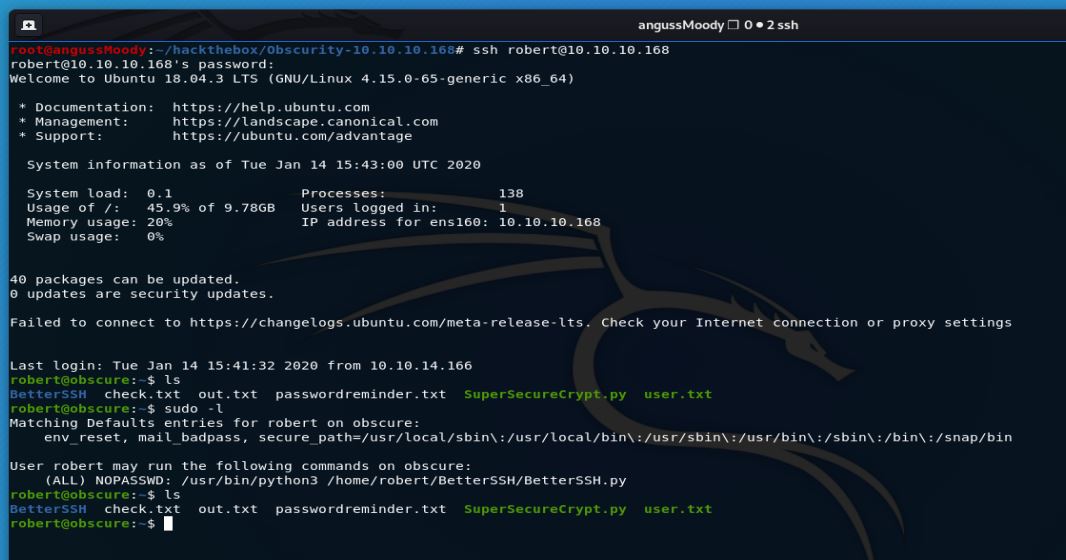 angussMoody ❐ 0 ● 2 ssh
root@angussMoody:~/hackthebox/Obscurity-10.10.10.168# ssh robert@10.10.10.168
robert@10.10.10.168's password:
Welcome to Ubuntu 18.04.3 LTS (GNU/Linux 4.15.0-65-generic x86_64)

 * Documentation:  https://help.ubuntu.com
 * Management:     https://landscape.canonical.com
 * Support:        https://ubuntu.com/advantage

  System information as of Tue Jan 14 15:43:00 UTC 2020

  System load:  0.1               Processes:             138
  Usage of /:   45.9% of 9.78GB   Users logged in:       1
  Memory usage: 20%               IP address for ens160: 10.10.10.168
  Swap usage:   0%

40 packages can be updated.
0 updates are security updates.

Failed to connect to https://changelogs.ubuntu.com/meta-release-lts. Check your Internet connection or proxy settings

Last login: Tue Jan 14 15:41:32 2020 from 10.10.14.166
robert@obscure:~$ ls
BetterSSH  check.txt  out.txt  passwordreminder.txt  SuperSecureCrypt.py  user.txt
robert@obscure:~$ sudo -l
Matching Defaults entries for robert on obscure:
    env_reset, mail_badpass, secure_path=/usr/local/sbin\:/usr/local/bin\:/usr/sbin\:/usr/bin\:/sbin\:/bin\:/snap/bin

User robert may run the following commands on obscure:
    (ALL) NOPASSWD: /usr/bin/python3 /home/robert/BetterSSH/BetterSSH.py
robert@obscure:~$ ls
BetterSSH  check.txt  out.txt  passwordreminder.txt  SuperSecureCrypt.py  user.txt
robert@obscure:~$